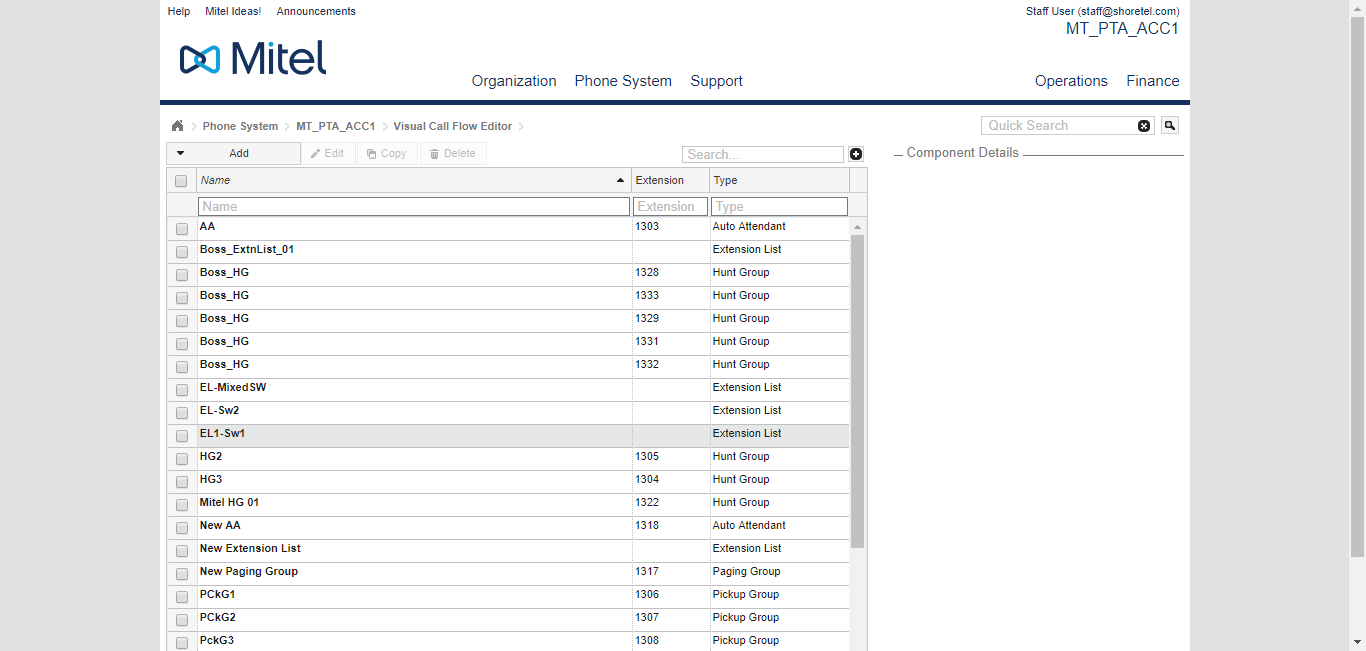 Help Mitel Ideas! Announcements Staff User (staff@shoretel.com)
MT_PTA_ACC1
Mitel
Organization Phone System Support Operations Finance
Phone System MT_PTA_ACC1 Visual Call Flow Editor Quick Search
Add Edit Copy Delete Search... Component Details
Name Extension Type
Name Extension Type
AA 1303 Auto Attendant
Boss_ExtnList_01 Extension List
Boss_HG 1328 Hunt Group
Boss_HG 1333 Hunt Group
Boss_HG 1329 Hunt Group
Boss_HG 1331 Hunt Group
Boss_HG 1332 Hunt Group
EL-MixedSW Extension List
EL-Sw2 Extension List
EL1-Sw1 Extension List
HG2 1305 Hunt Group
HG3 1304 Hunt Group
Mitel HG 01 1322 Hunt Group
New AA 1318 Auto Attendant
New Extension List Extension List
New Paging Group 1317 Paging Group
PCkG1 1306 Pickup Group
PCkG2 1307 Pickup Group
PckG3 1308 Pickup Group